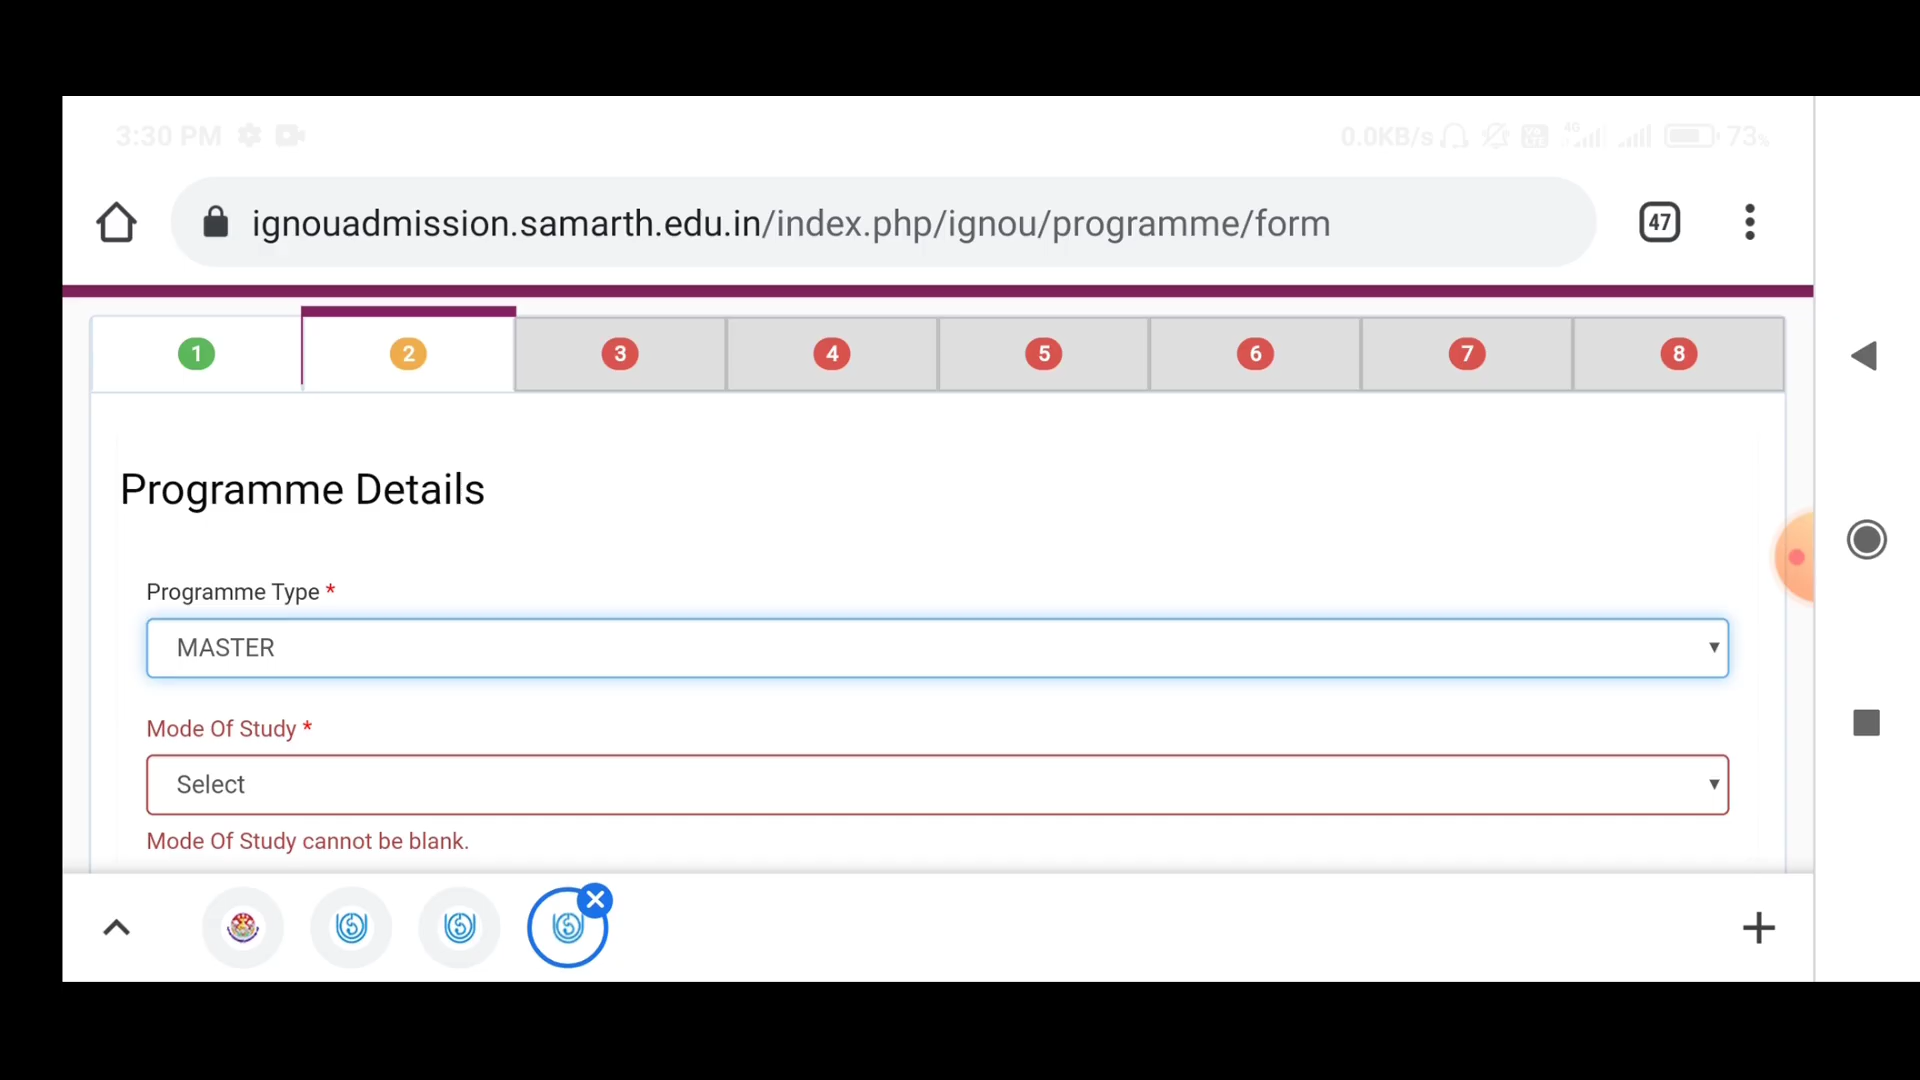 3:30 PM
0.0KB/s 4G 73%
ignouadmission.samarth.edu.in/index.php/ignou/programme/form
47
1 2 3 4 5 6 7 8
Programme Details
Programme Type *
MASTER
Mode Of Study *
Select
Mode Of Study cannot be blank.